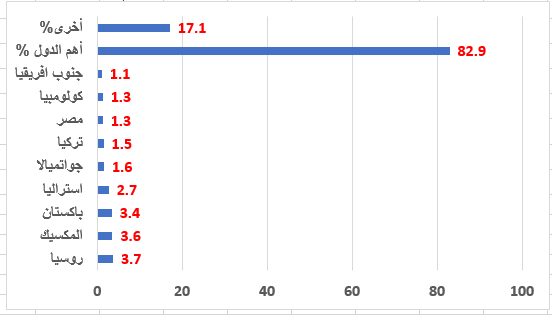 أخرى% 17.1
أهم الدول % 82.9
جنوب افريقيا 1.1
كولومبيا 1.3
مصر 1.3
تركيا 1.5
جواتميالا 1.6
استراليا 2.7
باكستان 3.4
المكسيك 3.6
روسيا 3.7
0 20 40 60 80 100